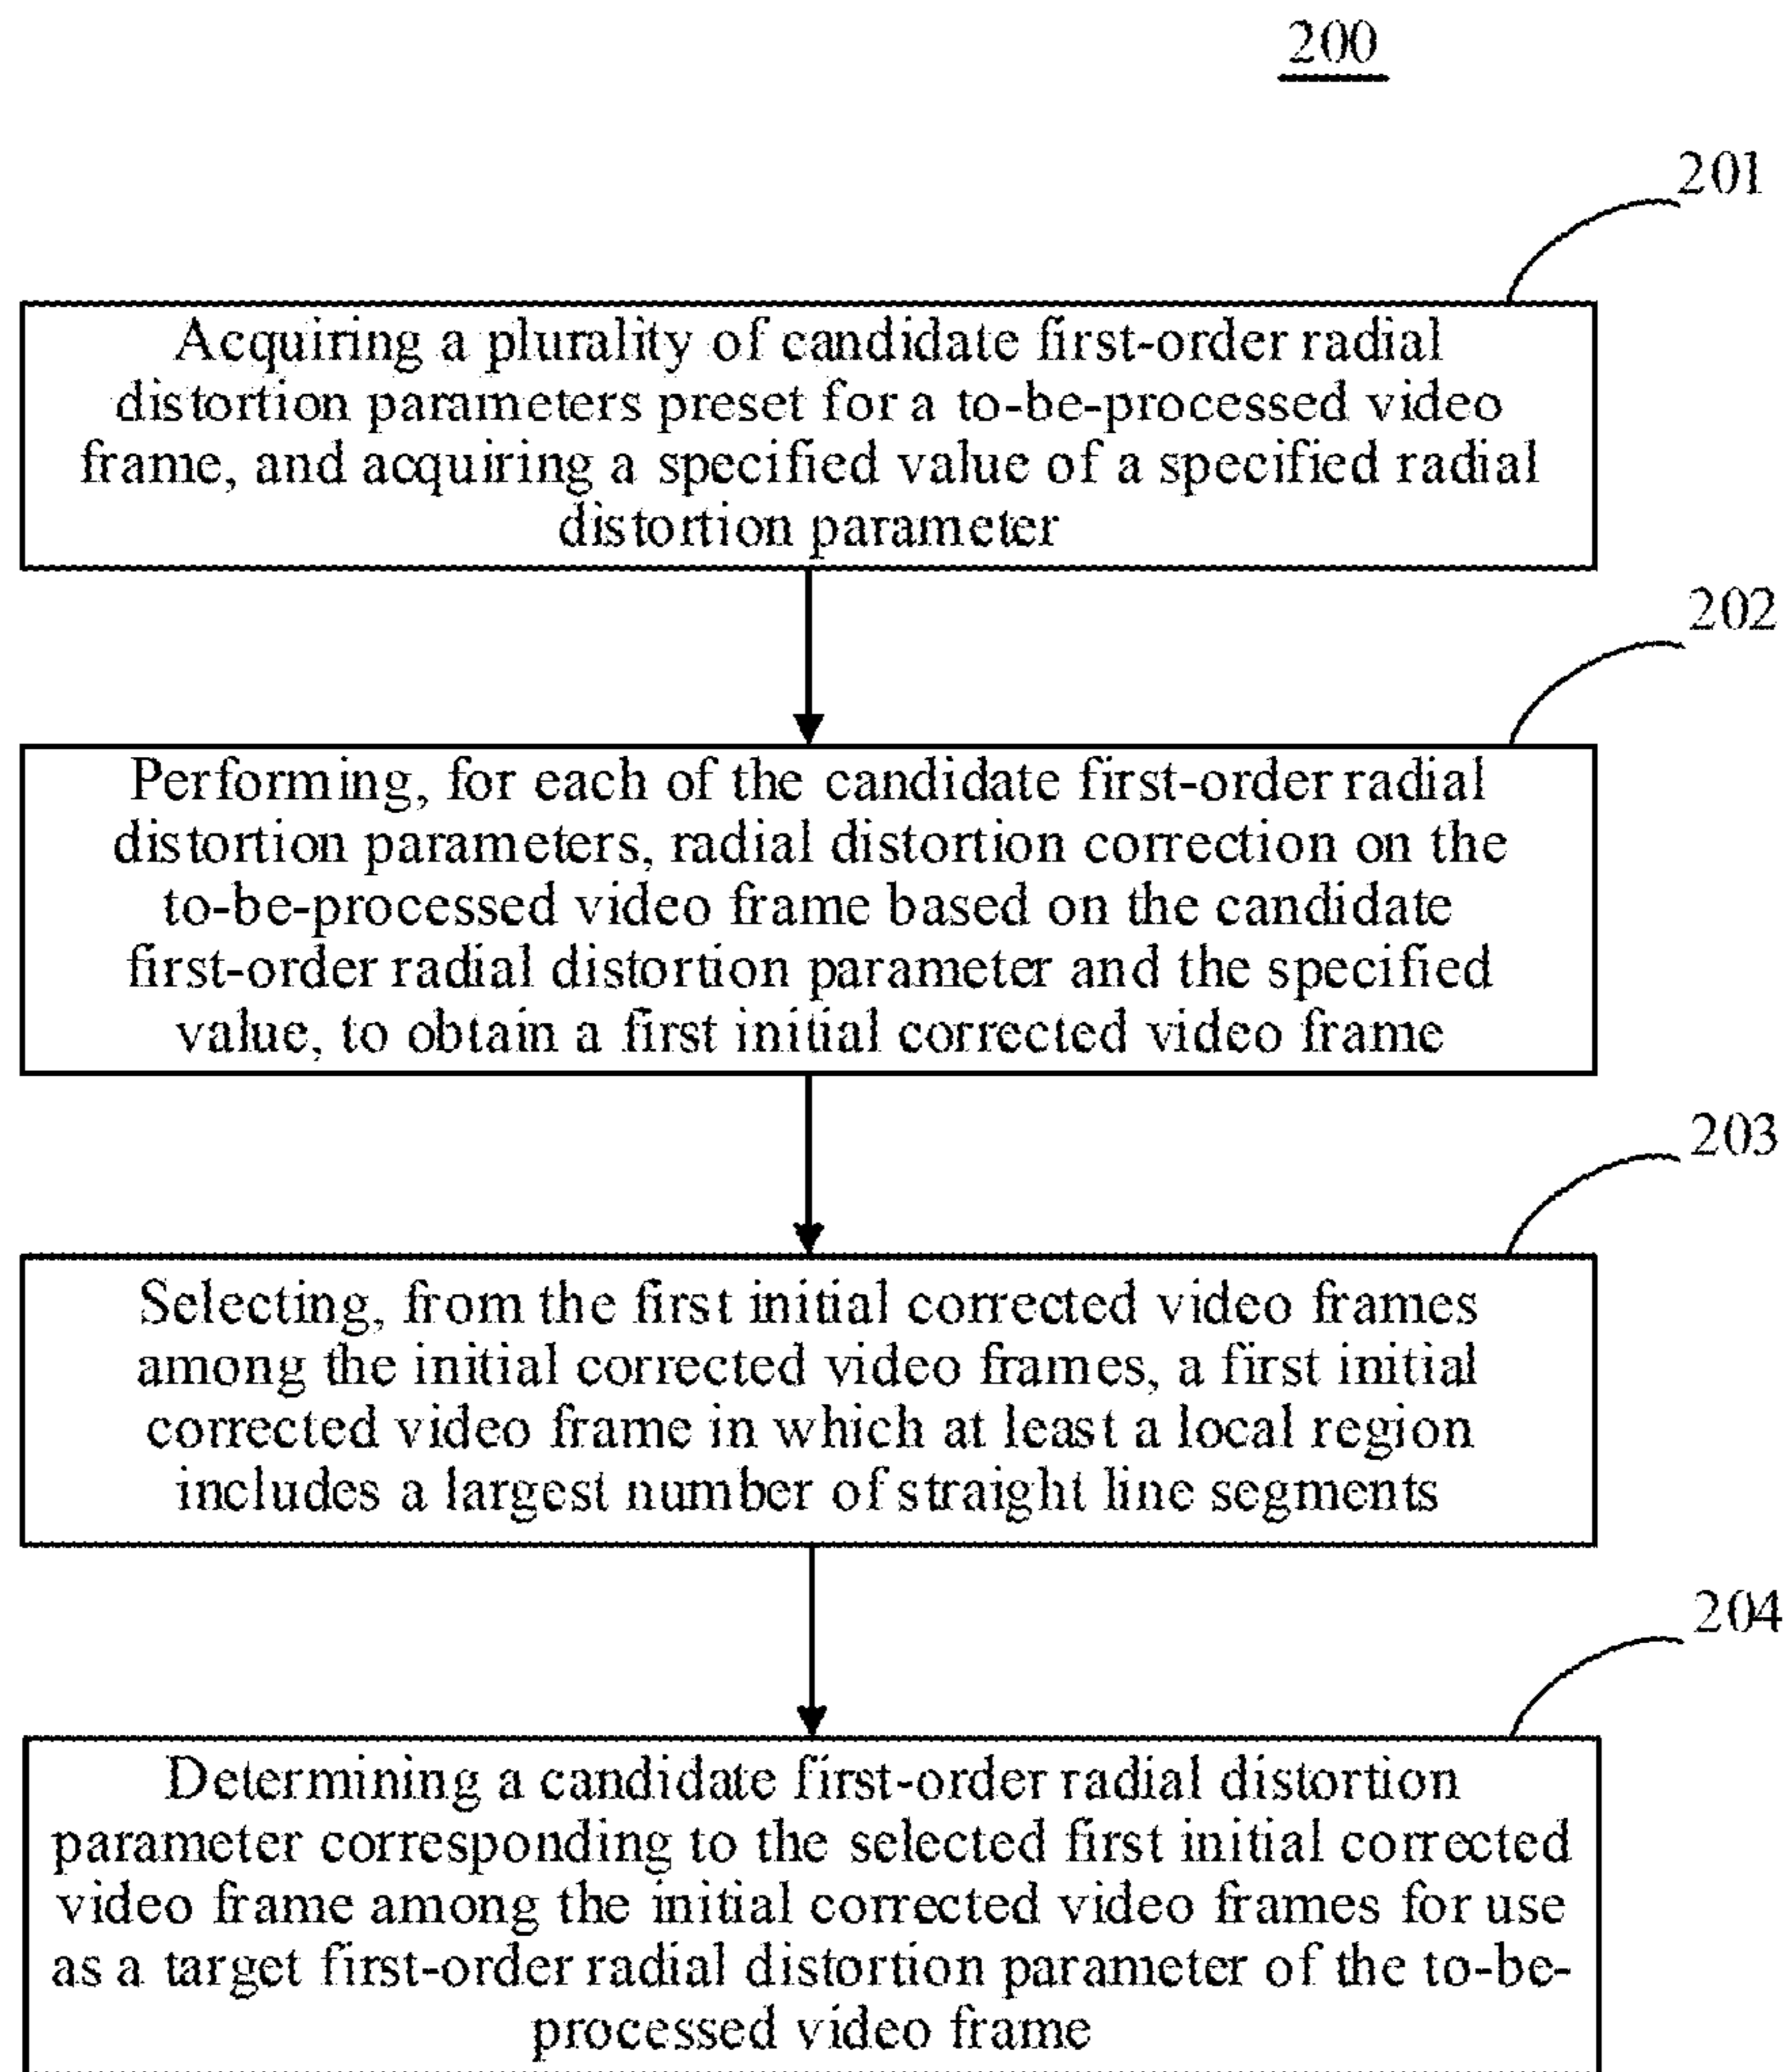 200
201
Acquiring a plurality of candidate first-order radial
distortion parameters preset for a to-be-processed video
frame, and acquiring a specified value of a specified radial
distortion parameter
202
Performing, for each of the candidate first-order radial
distortion parameters, radial distortion correction on the
to-be-processed video frame based on the candidate
first-order radial distortion parameter and the specified
value, to obtain a first initial corrected video frame
203
Selecting, from the first initial corrected video frames
among the initial corrected video frames, a first initial
corrected video frame in which at least a local region
includes a largest number of straight line segments
204
Determining a candidate first-order radial distortion
parameter corresponding to the selected first initial corrected
video frame among the initial corrected video frames for use
as a target first-order radial distortion parameter of the to-be-
processed video frame